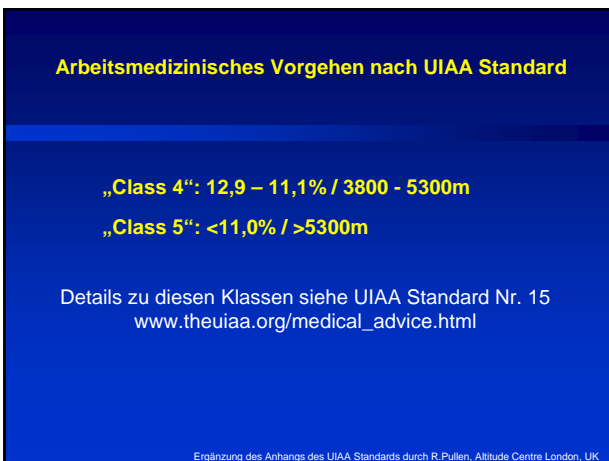 Arbeitsmedizinisches Vorgehen nach UIAA Standard
„Class 4“: 12,9 – 11,1% / 3800 - 5300m
„Class 5“: <11,0% / >5300m
Details zu diesen Klassen siehe UIAA Standard Nr. 15
www.theuiaa.org/medical_advice.html
Ergänzung des Anhangs des UIAA Standards durch R.Pullen, Altitude Centre London, UK